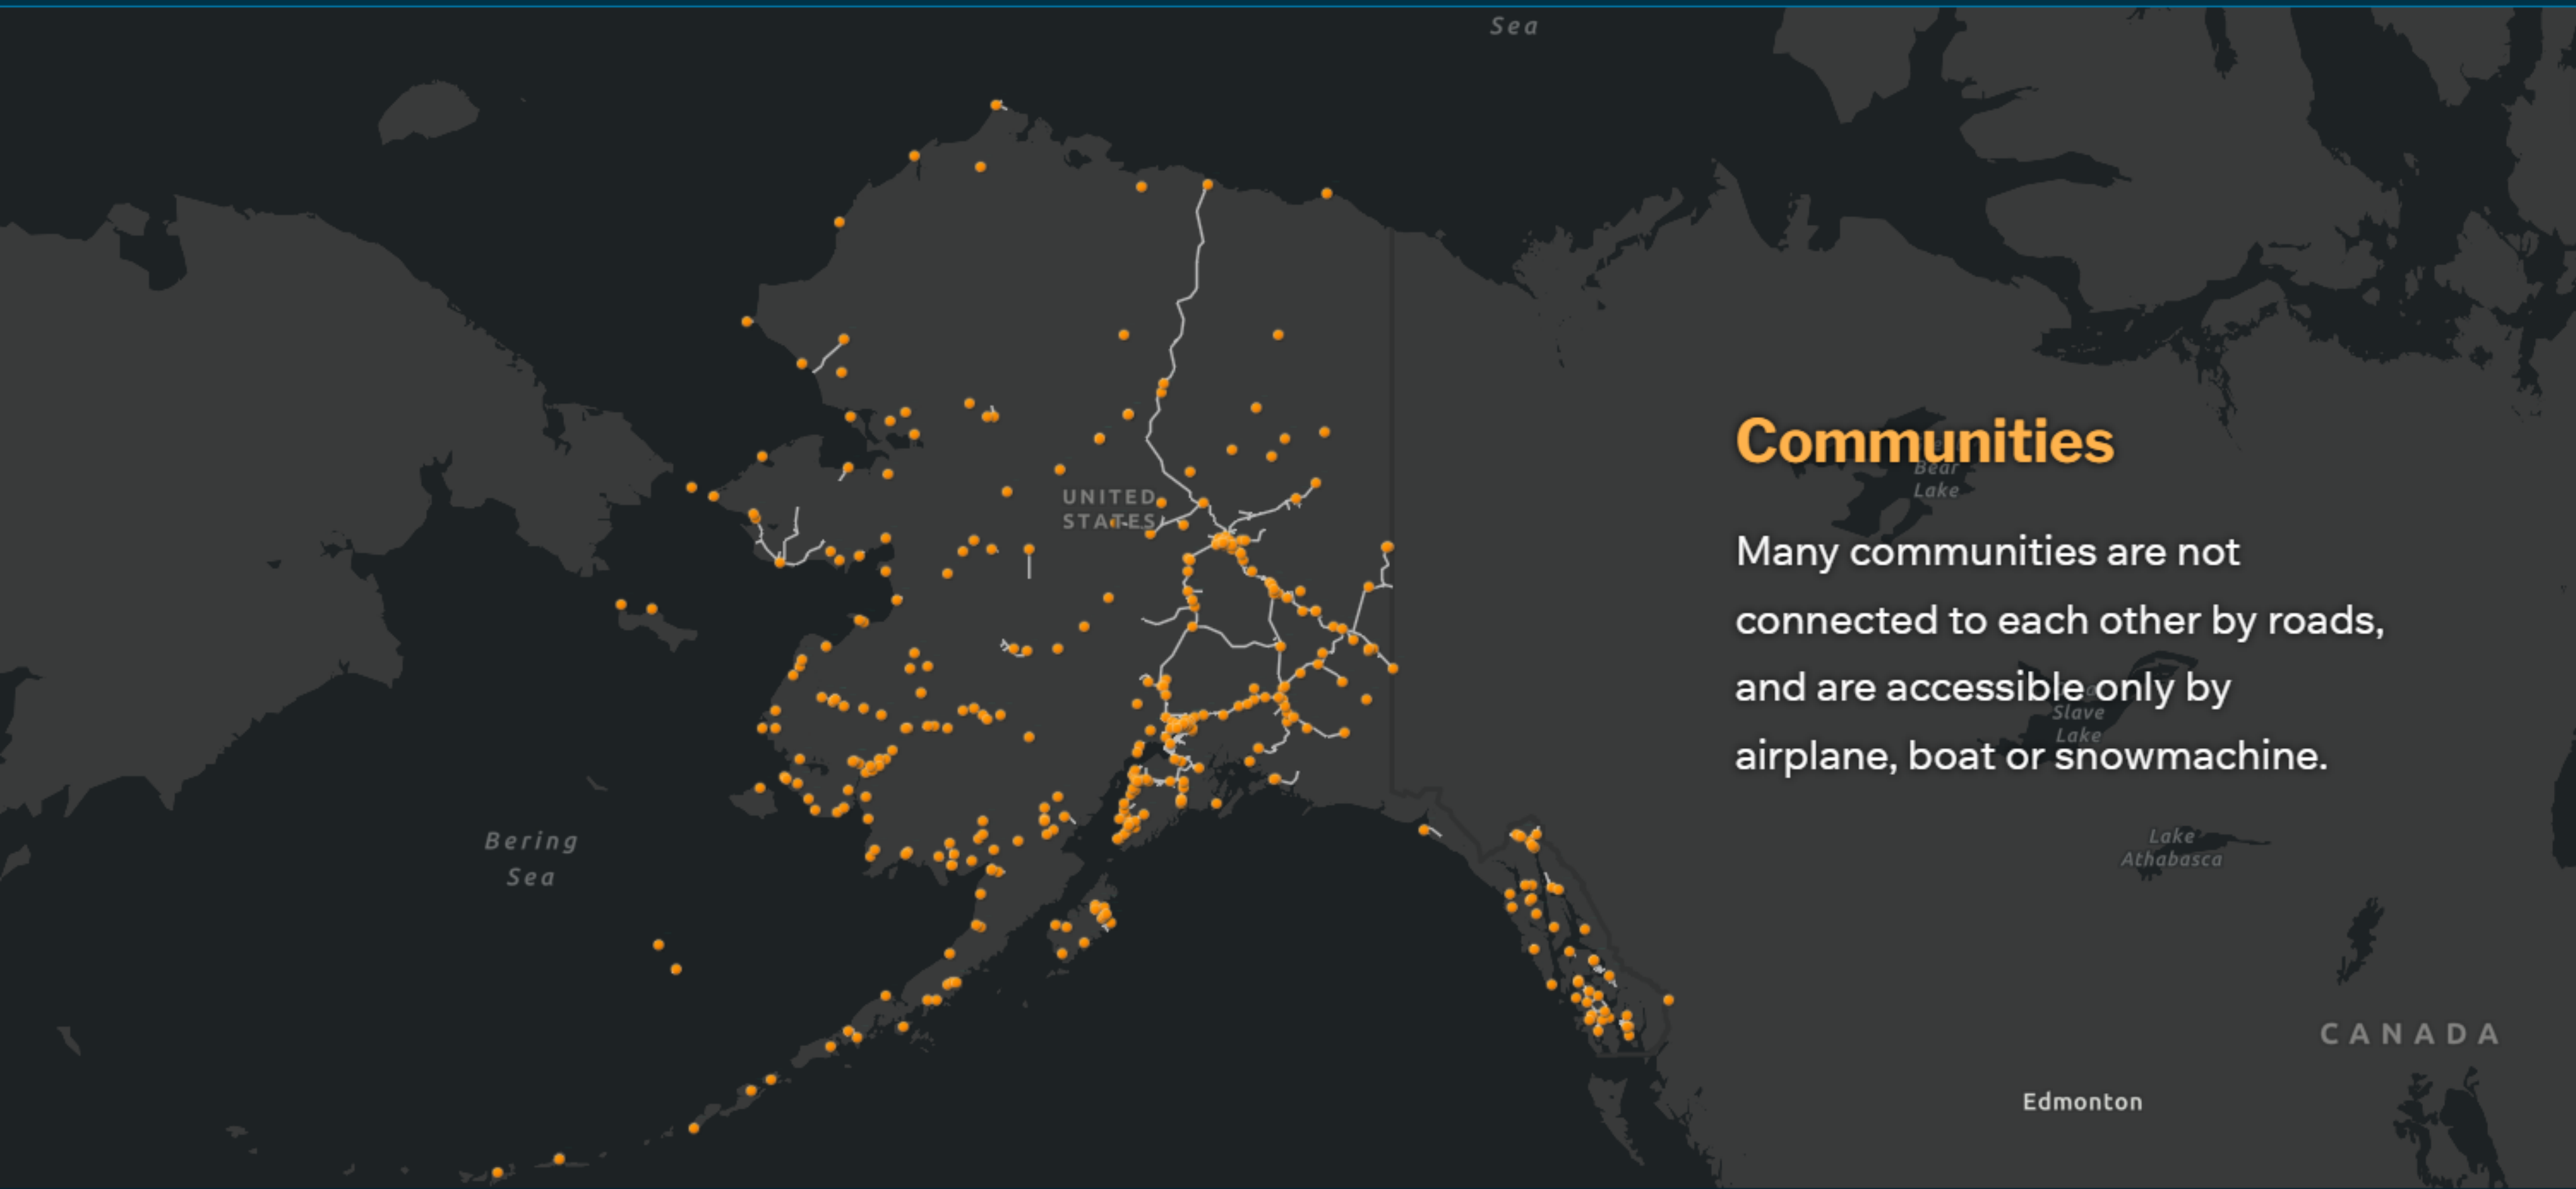 Sea
Communities
Bear
Lake
UNITED
STATES
Many communities are not
connected to each other by roads,
and are accessible only by
airplane, boat or snowmachine.
Slave
Lake
Bering
Sea
Lake
Athabasca
CANADA
Edmonton